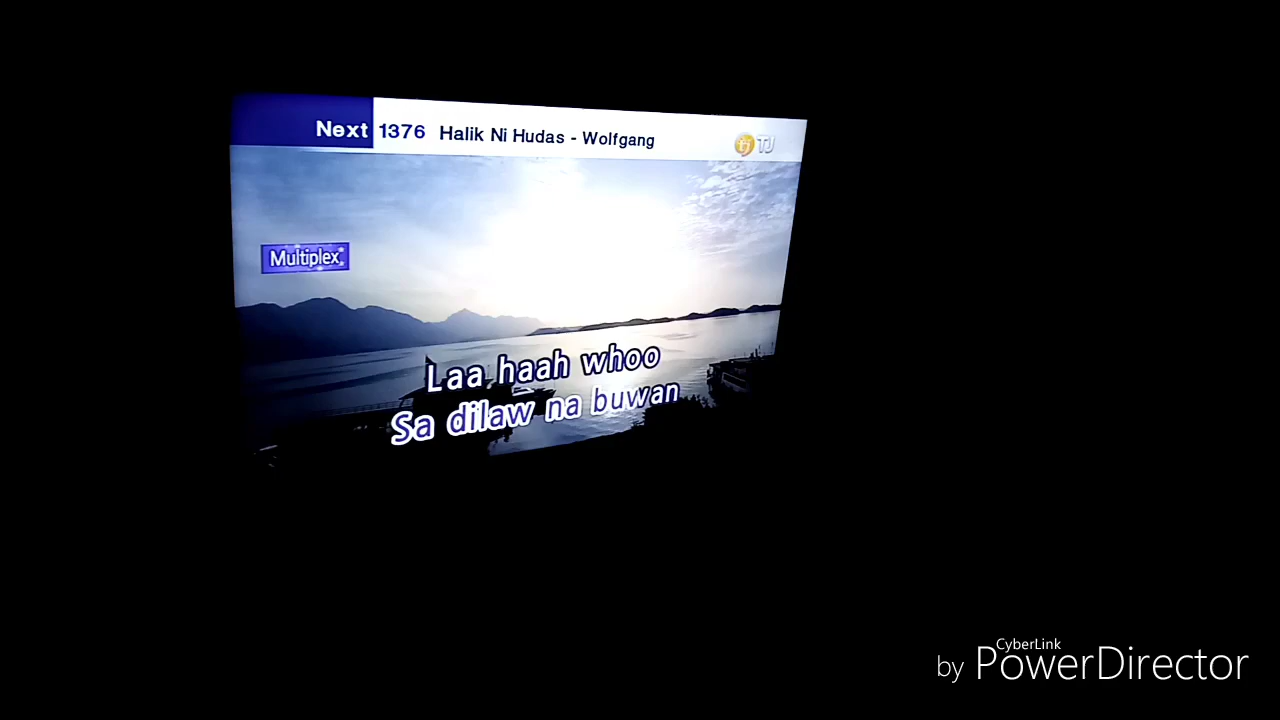 Next 1376 Halik Ni Hudas - Wolfgang TJ
Multiplex
Laa haah whoo
Sa dilaw na buwan
CyberLink
by PowerDirector